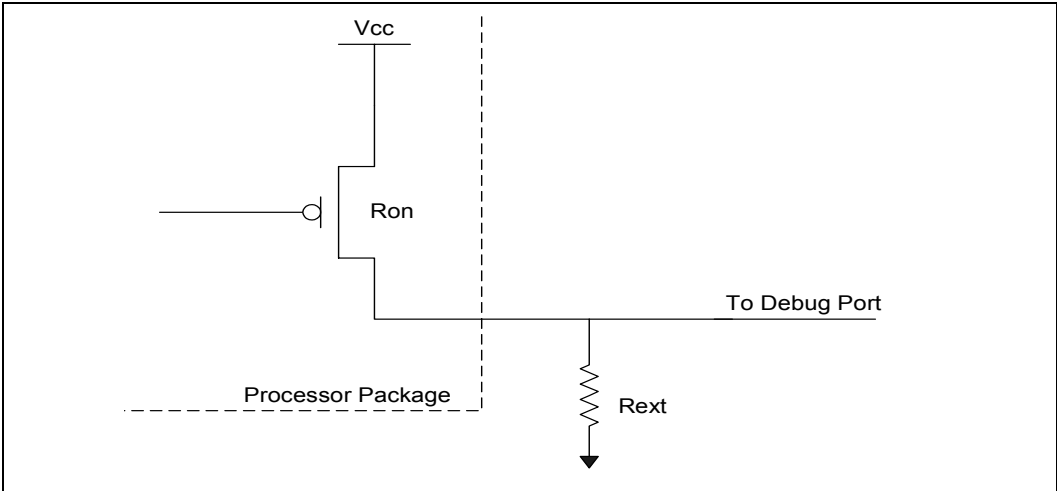 Vcc
Ron
To Debug Port
Processor Package
Rext